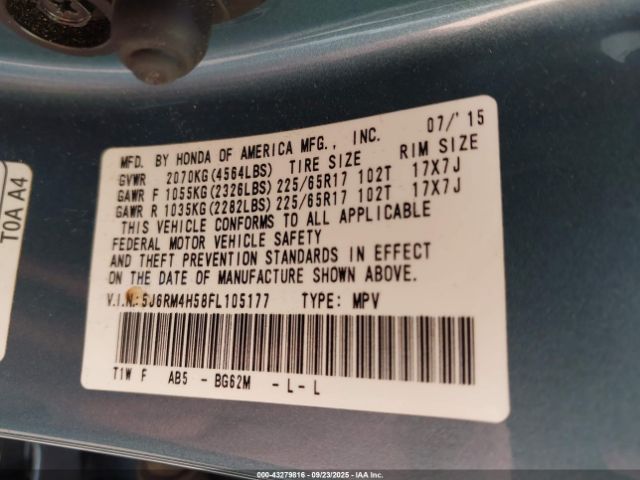 MFD. BY HONDA OF AMERICA MFG., INC. 07/'15
GVWR 2070KG(4564LBS) TIRE SIZE RIM SIZE
GAWR F 1055KG(2326LBS) 225/65R17 102T 17X7J
GAWR R 1035KG(2282LBS) 225/65R17 102T 17X7J
THIS VEHICLE CONFORMS TO ALL APPLICABLE
FEDERAL MOTOR VEHICLE SAFETY
AND THEFT PREVENTION STANDARDS IN EFFECT
ON THE DATE OF MANUFACTURE SHOWN ABOVE.
V.I.N.: 5J6RM4H58FL105177 TYPE: MPV
T1W F AB5 - BG62M - L - L
T0A A4
000-43279816 - 09/23/2025 - IAA Inc.